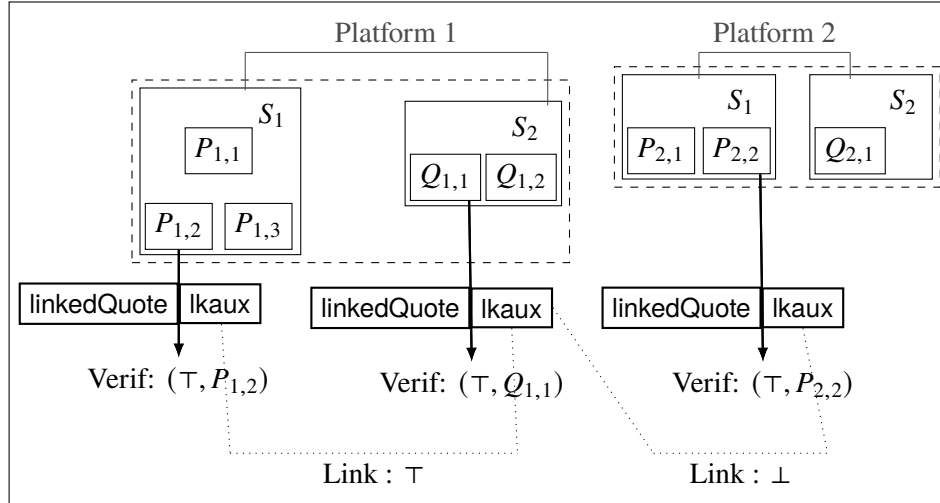 Platform 1
Platform 2
S₁
S₂
S₁
S₂
P₁,₁
P₂,₁
P₂,₂
Q₂,₁
Q₁,₁
Q₁,₂
P₁,₂
P₁,₃
linkedQuote
lkaux
linkedQuote
lkaux
linkedQuote
lkaux
Verif: (⊤, P₁,₂)
Verif: (⊤, Q₁,₁)
Verif: (⊤, P₂,₂)
Link : ⊤
Link : ⊥